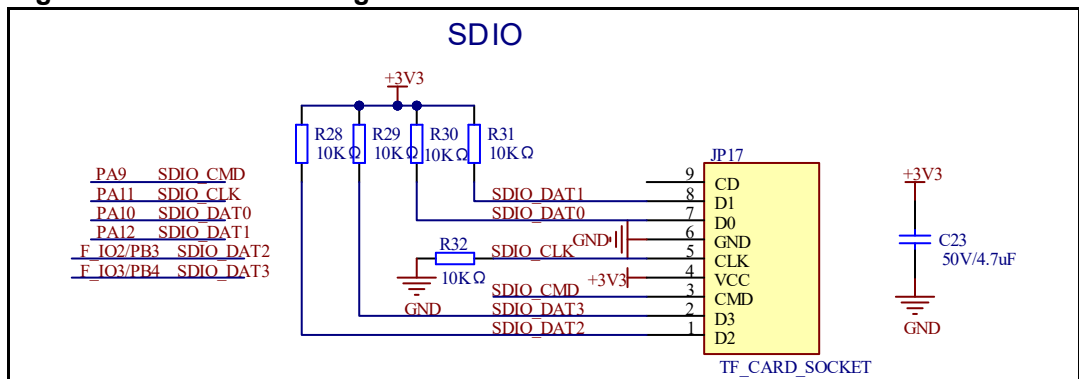 SDIO
+3V3
R28
10KΩ
R29
10KΩ
R30
10KΩ
R31
10KΩ
PA9 SDIO_CMD
PA11 SDIO_CLK
PA10 SDIO_DAT0
PA12 SDIO_DAT1
F_IO2/PB3 SDIO_DAT2
F_IO3/PB4 SDIO_DAT3
JP17
SDIO_DAT1
SDIO_DAT0
GND
R32
10KΩ
SDIO_CLK
GND
+3V3
SDIO_CMD
SDIO_DAT3
SDIO_DAT2
9 CD
8 D1
7 D0
6 GND
5 CLK
4 VCC
3 CMD
2 D3
1 D2
TF_CARD_SOCKET
+3V3
C23
50V/4.7uF
GND